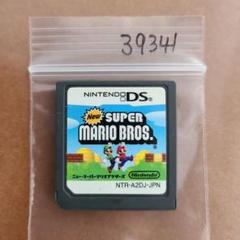 39341
NINTENDO DS
New SUPER
MARIO BROS.
ニュー・スーパーマリオブラザーズ
Nintendo
NTR-A2DJ-JPN